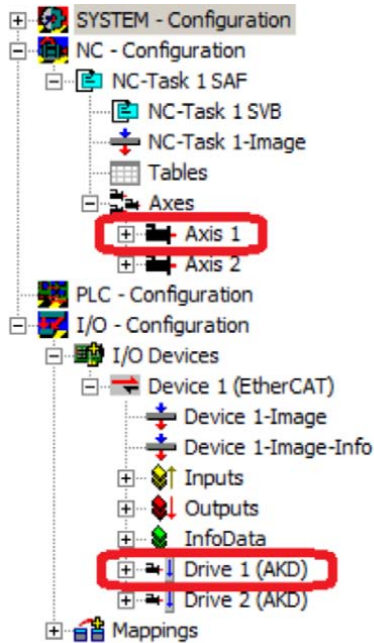 SYSTEM - Configuration
NC - Configuration
NC-Task 1 SAF
NC-Task 1 SVB
NC-Task 1-Image
Tables
Axes
Axis 1
Axis 2
PLC - Configuration
I/O - Configuration
I/O Devices
Device 1 (EtherCAT)
Device 1-Image
Device 1-Image-Info
Inputs
Outputs
InfoData
Drive 1 (AKD)
Drive 2 (AKD)
Mappings